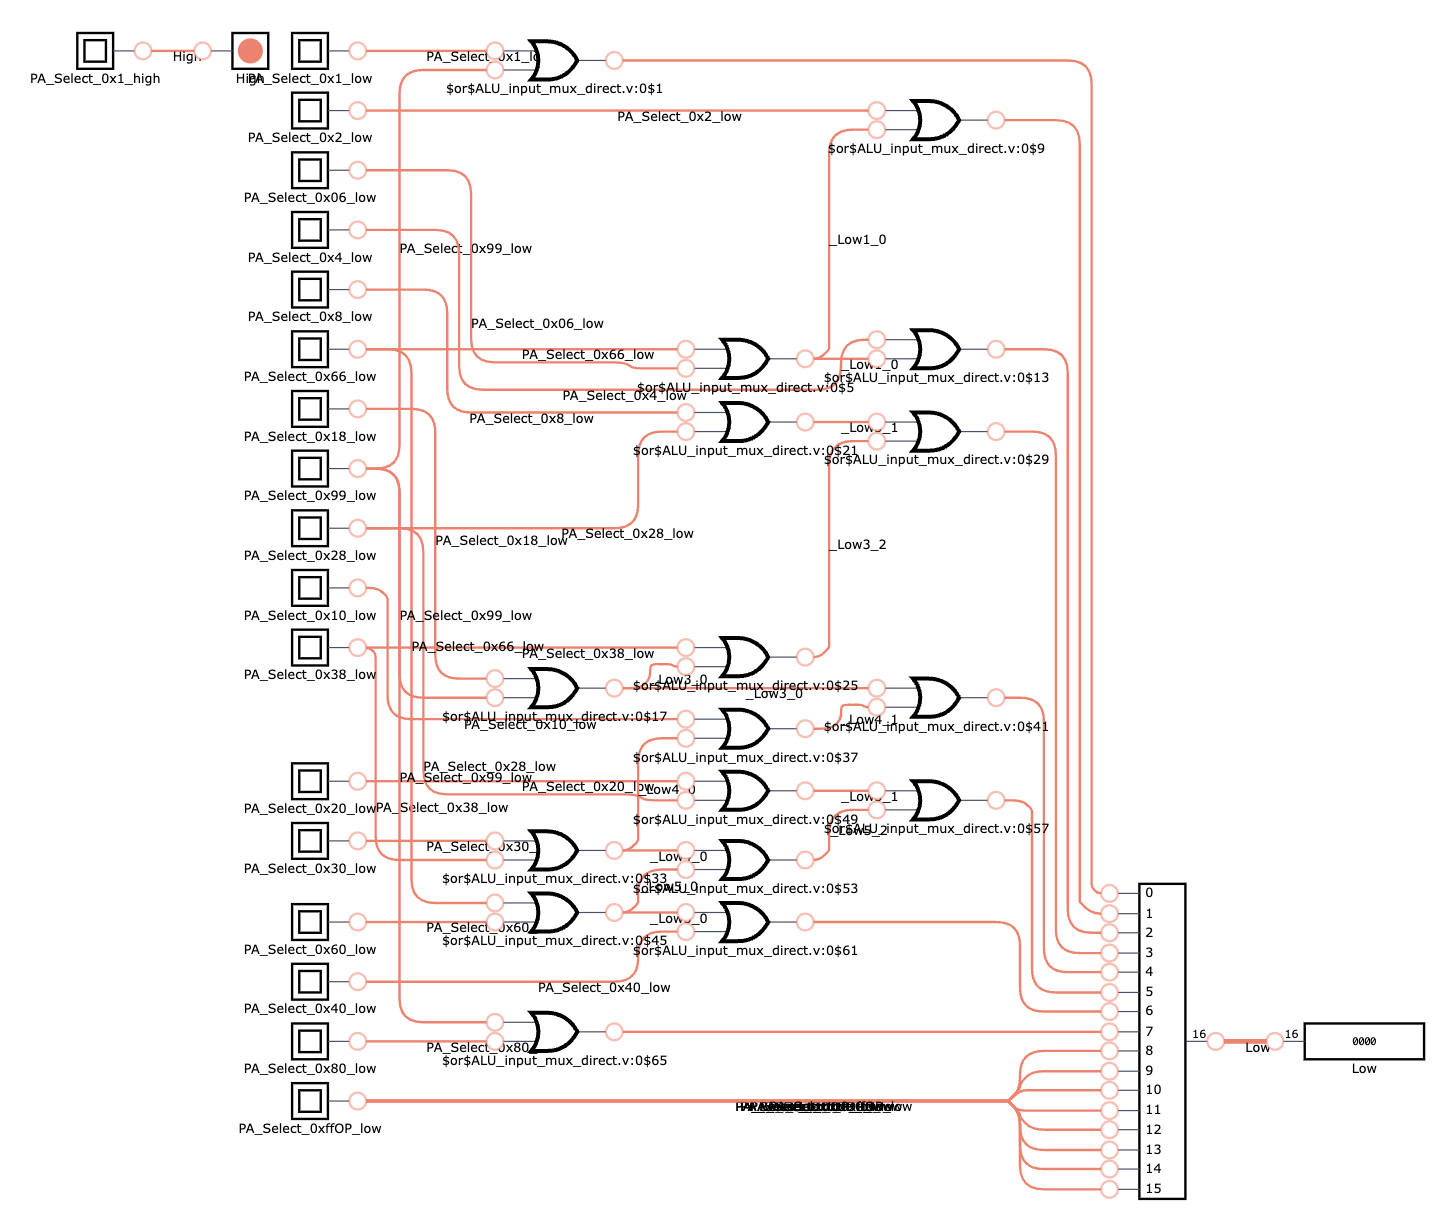 High
PA_Select_0x1_high
High
PA_Select_0x1_low
$or$ALU_input_mux_direct.v:0$1
PA_Select_0x2_low
PA_Select_0x2_low
$or$ALU_input_mux_direct.v:0$9
PA_Select_0x06_low
_Low1_0
PA_Select_0x99_low
PA_Select_0x4_low
PA_Select_0x8_low
PA_Select_0x06_low
PA_Select_0x66_low
_Low1_0
PA_Select_0x66_low
$or$ALU_input_mux_direct.v:0$13
$or$ALU_input_mux_direct.v:0$5
PA_Select_0x4_low
PA_Select_0x8_low
PA_Select_0x18_low
_Low3_1
$or$ALU_input_mux_direct.v:0$21
$or$ALU_input_mux_direct.v:0$29
PA_Select_0x99_low
PA_Select_0x28_low
PA_Select_0x18_low
_Low3_2
PA_Select_0x28_low
PA_Select_0x10_low
PA_Select_0x99_low
PA_Select_0x66_low
PA_Select_0x38_low
PA_Select_0x38_low
_Low3_0
$or$ALU_input_mux_direct.v:0$25
_Low3_0
$or$ALU_input_mux_direct.v:0$17
_Low4_1
PA_Select_0x10_low
$or$ALU_input_mux_direct.v:0$41
$or$ALU_input_mux_direct.v:0$37
PA_Select_0x28_low
PA_Select_0x99_low
PA_Select_0x20_low
_Low4_0
_Low5_1
PA_Select_0x20_low
PA_Select_0x38_low
$or$ALU_input_mux_direct.v:0$49
$or$ALU_input_mux_direct.v:0$57
_Low5_2
PA_Select_0x30_
_Low4_0
PA_Select_0x30_low
$or$ALU_input_mux_direct.v:0$33
_Low5_0
$or$ALU_input_mux_direct.v:0$53
0
1
PA_Select_0x60
_Low5_0
2
PA_Select_0x60_low
$or$ALU_input_mux_direct.v:0$45
$or$ALU_input_mux_direct.v:0$61
3
4
PA_Select_0x40_low
5
PA_Select_0x40_low
6
7
16
16
0000
PA_Select_0x80
Low
8
$or$ALU_input_mux_direct.v:0$65
PA_Select_0x80_low
Low
9
10
11
PA_Select_0xffOP_low
12
13
14
15